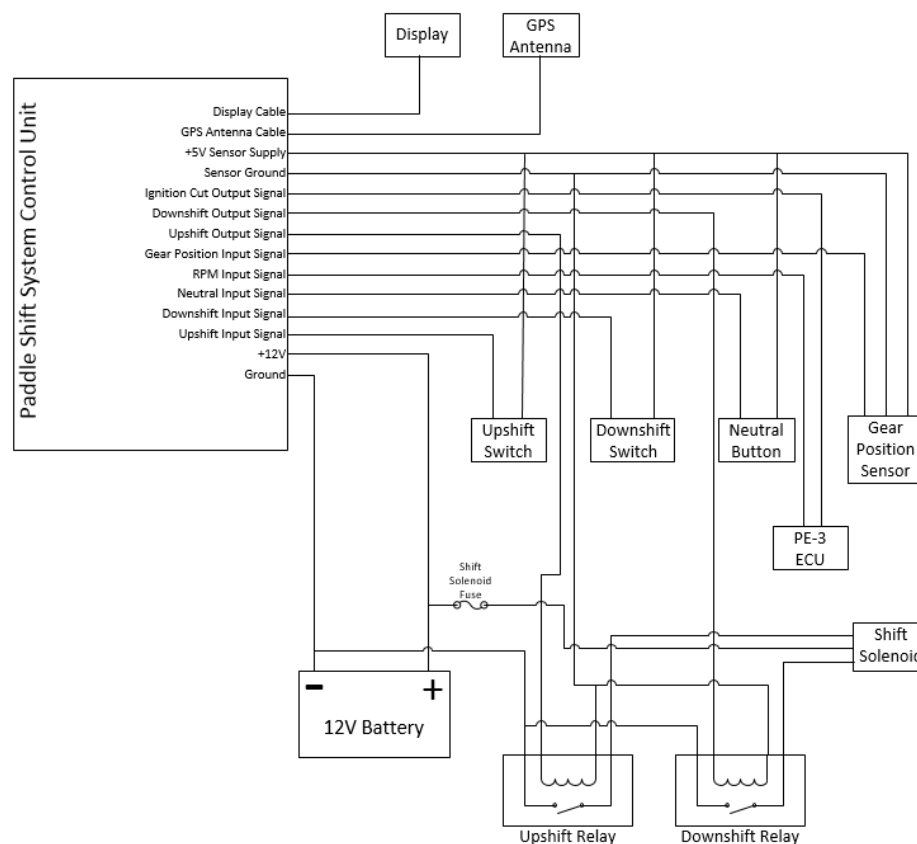 Display
GPS
Antenna
Paddle Shift System Control Unit
Display Cable
GPS Antenna Cable
+5V Sensor Supply
Sensor Ground
Ignition Cut Output Signal
Downshift Output Signal
Upshift Output Signal
Gear Position Input Signal
RPM Input Signal
Neutral Input Signal
Downshift Input Signal
Upshift Input Signal
+12V
Ground
Upshift
Switch
Downshift
Switch
Neutral
Button
Gear
Position
Sensor
PE-3
ECU
Shift
Solenoid
Fuse
Shift
Solenoid
- +
12V Battery
Upshift Relay
Downshift Relay